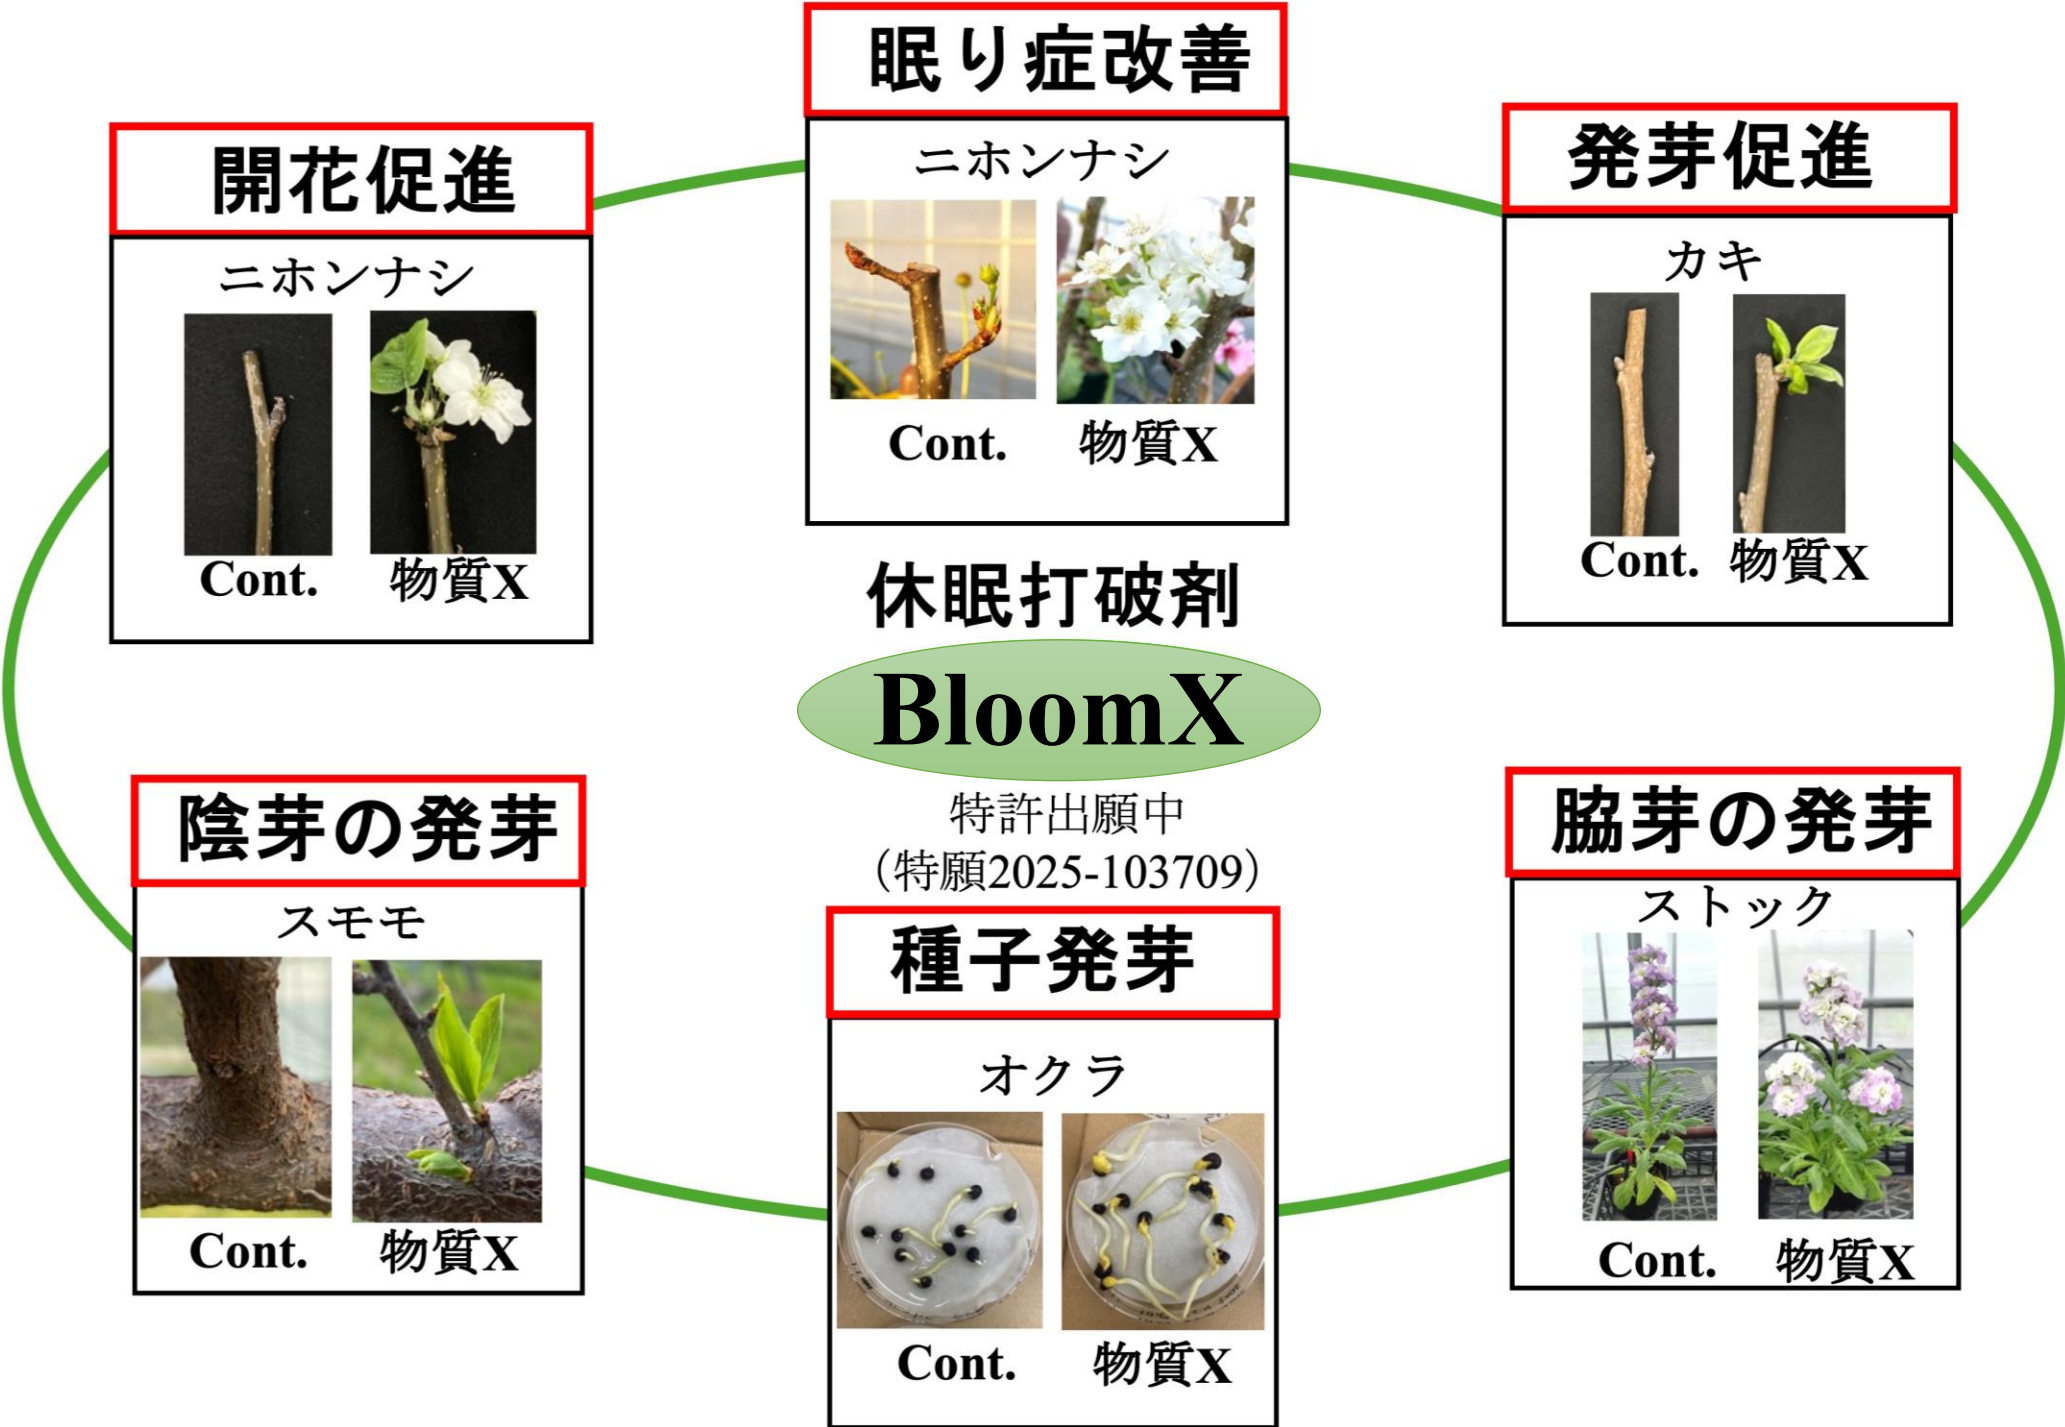 眠り症改善
ニホンナシ
Cont. 物質X
開花促進
ニホンナシ
Cont. 物質X
発芽促進
カキ
Cont. 物質X
休眠打破剤
BloomX
特許出願中
（特願2025-103709）
陰芽の発芽
スモモ
Cont. 物質X
種子発芽
オクラ
Cont. 物質X
脇芽の発芽
ストック
Cont. 物質X